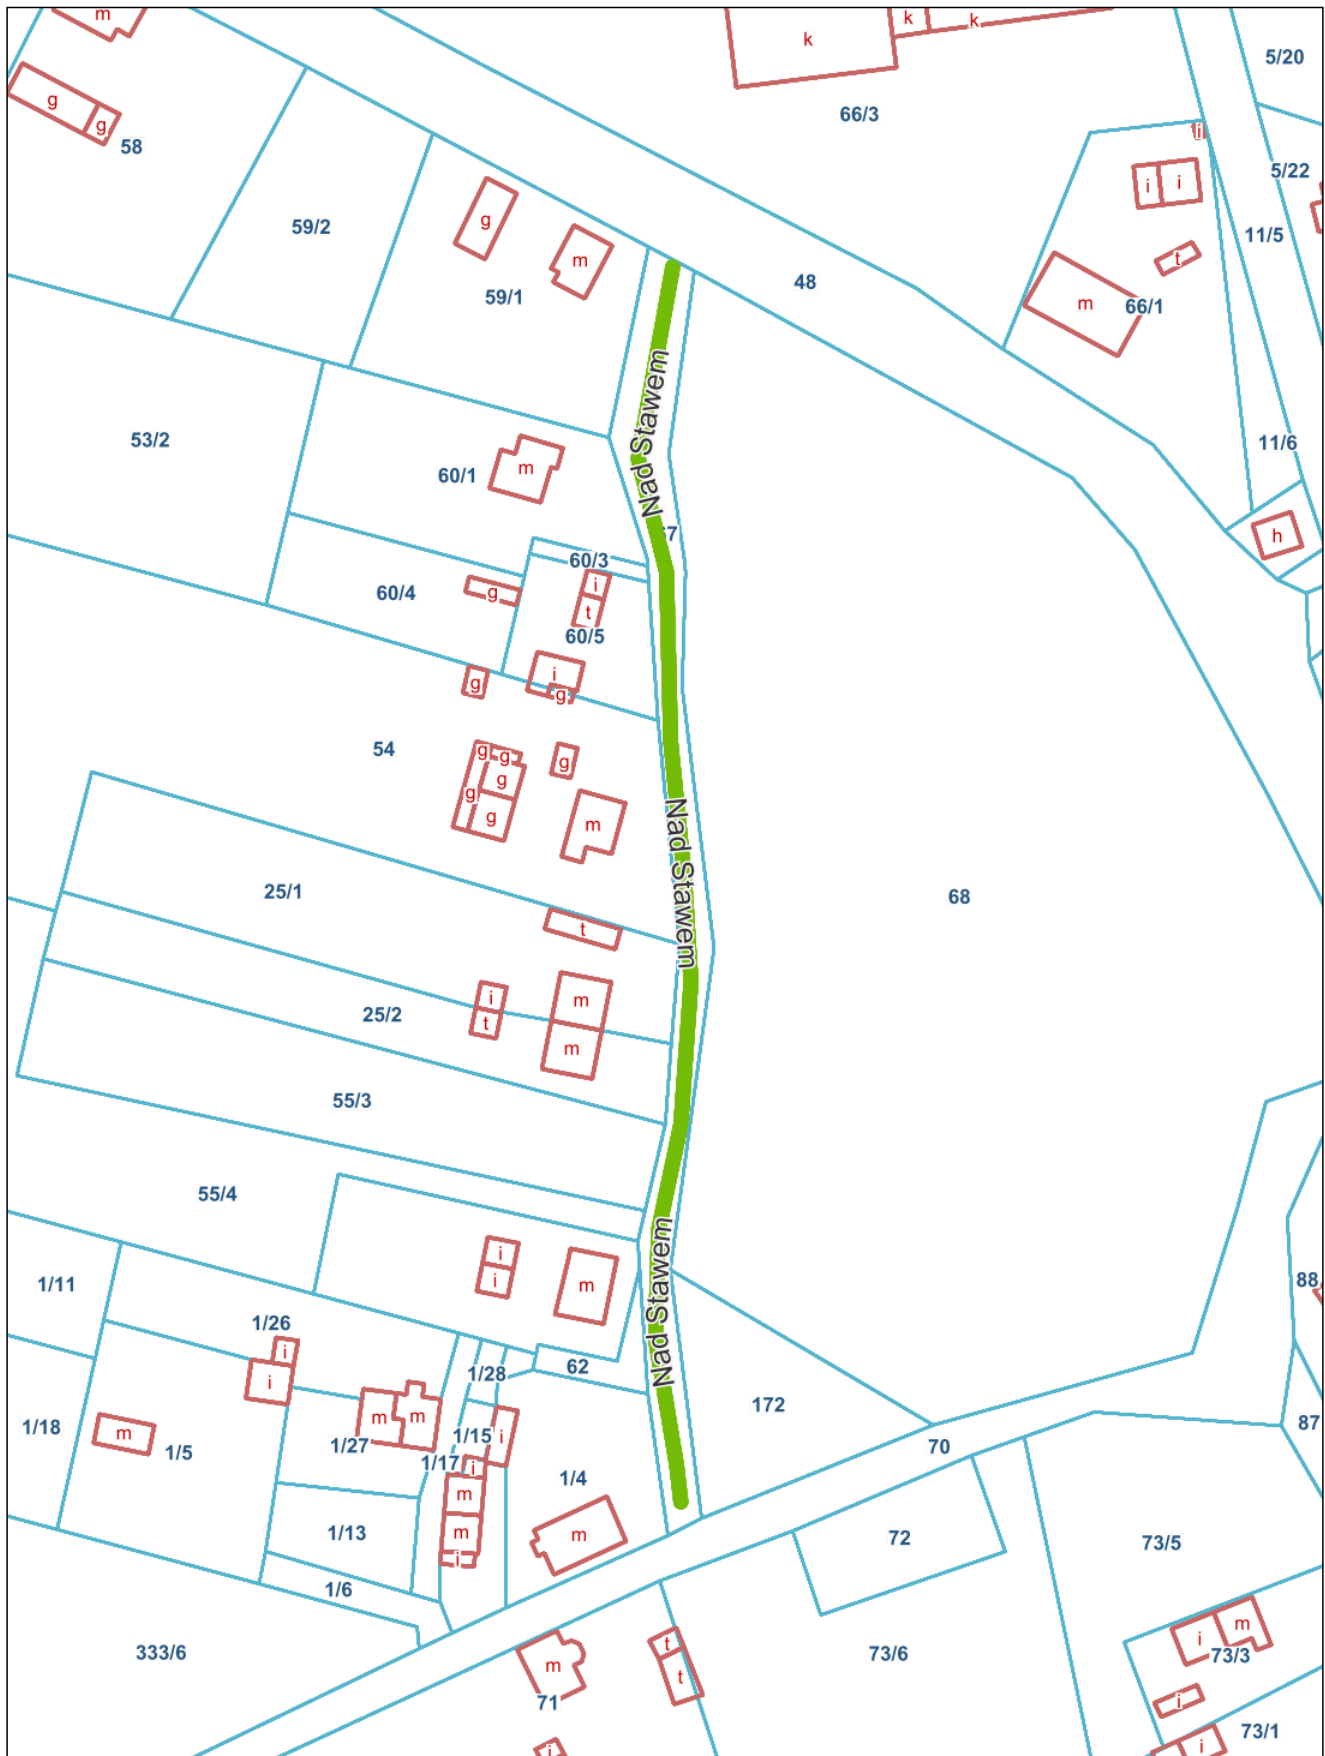 m
k
k
k
5/20
g
g
58
66/3
i
5/22
i
i
59/2
g
11/5
m
t
59/1
48
m
66/1
Nad Stawem
53/2
60/1
m
11/6
h
60/3
60/4
g
i
t
60/5
g
i
g
54
g
g
g
g
g
g
m
Nad Stawem
25/1
68
t
i
m
25/2
t
m
55/3
55/4
Nad Stawem
i
i
m
1/11
88
1/26
i
i
1/28
62
172
m
m
1/18
m
1/5
1/27
1/15
i
87
70
1/17
i
1/4
m
1/13
m
m
72
73/5
i
1/6
333/6
m
t
t
73/6
i
m
73/3
71
i
73/1
i
i